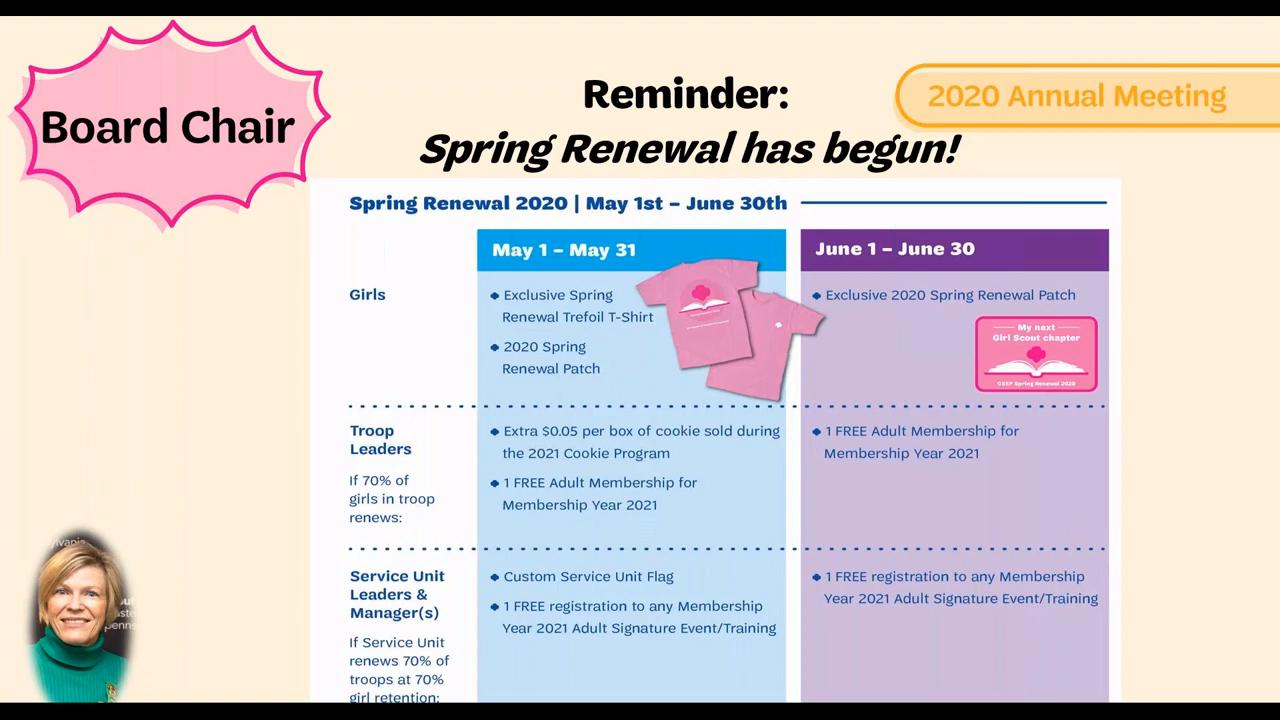 Board Chair
Reminder:
Spring Renewal has begun!
2020 Annual Meeting
Spring Renewal 2020 | May 1st – June 30th
May 1 – May 31
June 1 – June 30
Girls
Exclusive Spring
Renewal Trefoil T-Shirt
2020 Spring
Renewal Patch
Exclusive 2020 Spring Renewal Patch
My next
Girl Scout chapter
GSEP Spring Renewal 2020
Troop
Leaders
If 70% of
girls in troop
renews:
Extra $0.05 per box of cookie sold during
the 2021 Cookie Program
1 FREE Adult Membership for
Membership Year 2021
1 FREE Adult Membership for
Membership Year 2021
Service Unit
Leaders &
Manager(s)
If Service Unit
renews 70% of
troops at 70%
girl retention:
Custom Service Unit Flag
1 FREE registration to any Membership
Year 2021 Adult Signature Event/Training
1 FREE registration to any Membership
Year 2021 Adult Signature Event/Training